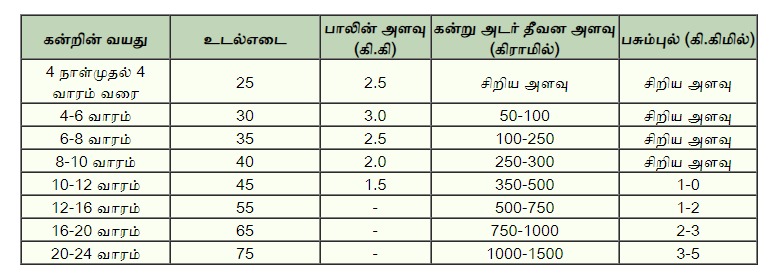 கன்றின் வயது உடல்எடை பாலின் அளவு (கி.கி) கன்று அடர் தீவன அளவு (கிராமில்) பசும்புல் (கி.கிமில்)
4 நாள்முதல் 4 வாரம் வரை 25 2.5 சிறிய அளவு சிறிய அளவு
4-6 வாரம் 30 3.0 50-100 சிறிய அளவு
6-8 வாரம் 35 2.5 100-250 சிறிய அளவு
8-10 வாரம் 40 2.0 250-300 சிறிய அளவு
10-12 வாரம் 45 1.5 350-500 1-0
12-16 வாரம் 55 - 500-750 1-2
16-20 வாரம் 65 - 750-1000 2-3
20-24 வாரம் 75 - 1000-1500 3-5